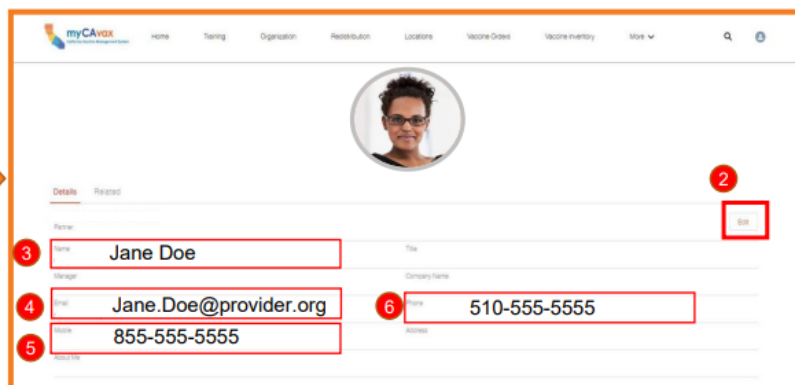 myCAvax
Home Training Organization Redistribution Locations Vaccine Orders Vaccine Inventory More
2
Details Related
Edit
Partner
3 Name Jane Doe Title
Manager Company Name
4 Email Jane.Doe@provider.org 6 Phone 510-555-5555
5 Mobile 855-555-5555 Address
About Me